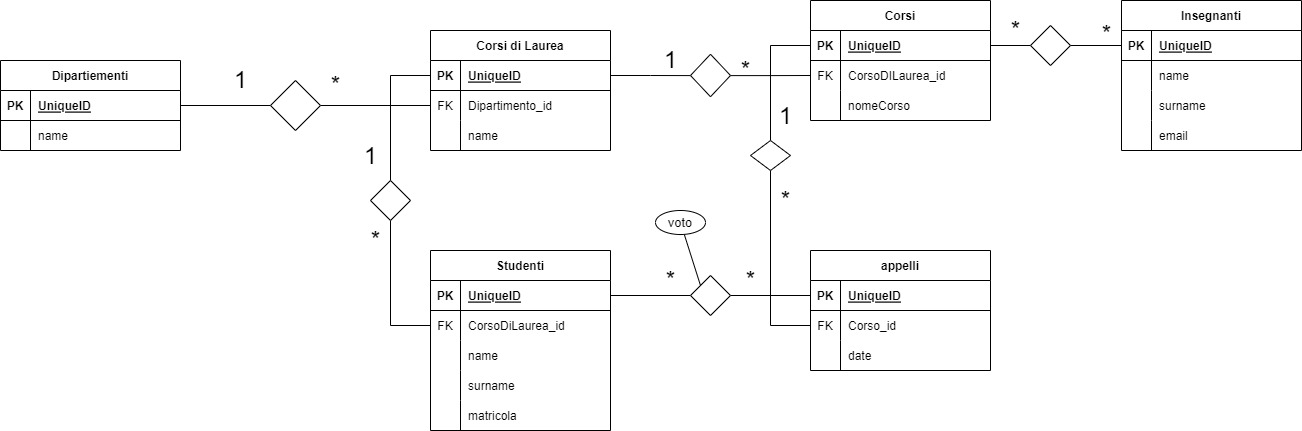 Dipartiementi
PK UniqueID
name
1
*
Corsi di Laurea
PK UniqueID
FK Dipartimento_id
name
1
*
Corsi
PK UniqueID
FK CorsoDILaurea_id
nomeCorso
*
*
Insegnanti
PK UniqueID
name
surname
email
1
*
1
*
Studenti
PK UniqueID
FK CorsoDiLaurea_id
name
surname
matricola
voto
*
*
appelli
PK UniqueID
FK Corso_id
date